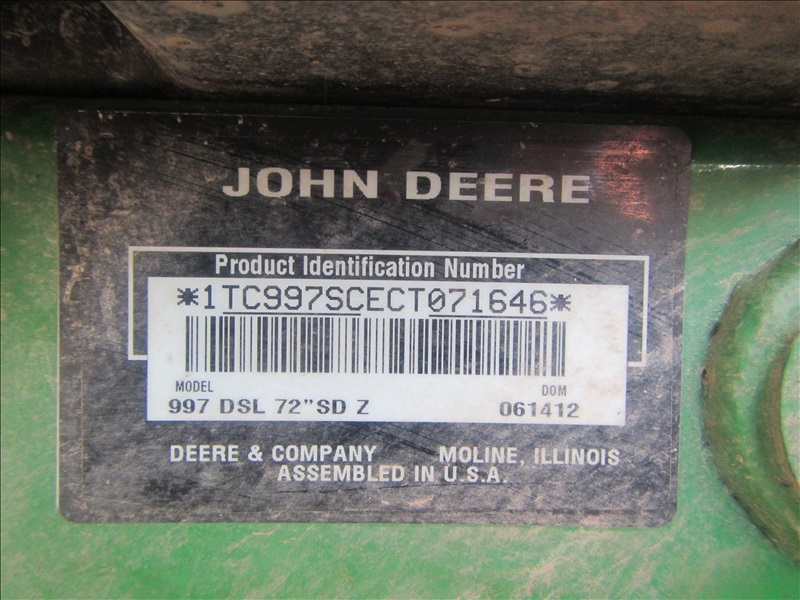 JOHN DEERE
Product Identification Number
*1TC997SCECT071646*
MODEL
DOM
997 DSL 72”SD Z
061412
DEERE & COMPANY
MOLINE, ILLINOIS
ASSEMBLED IN U.S.A.